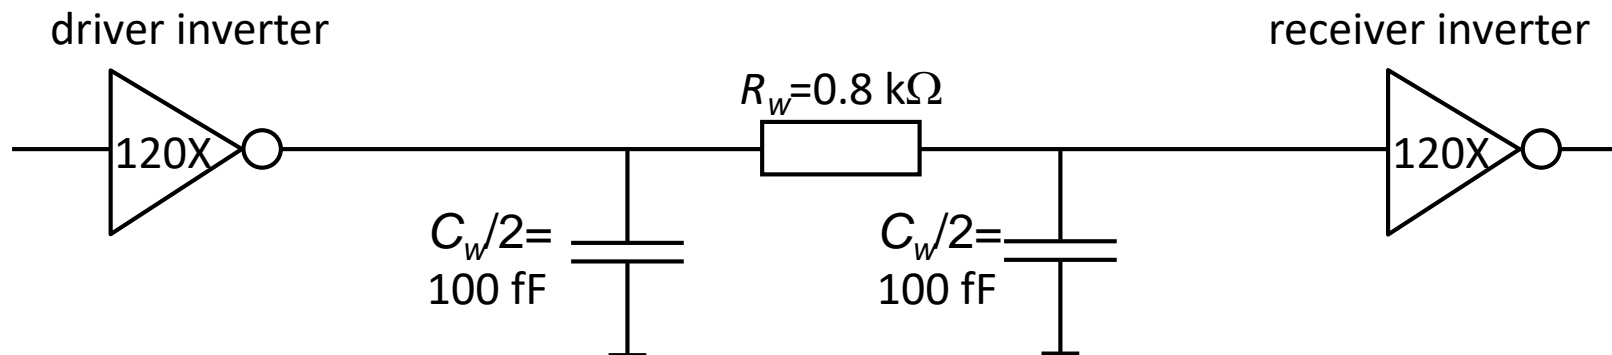 driver inverter
receiver inverter
R_w=0.8 kΩ
120X
120X
C_w/2=
100 fF
C_w/2=
100 fF